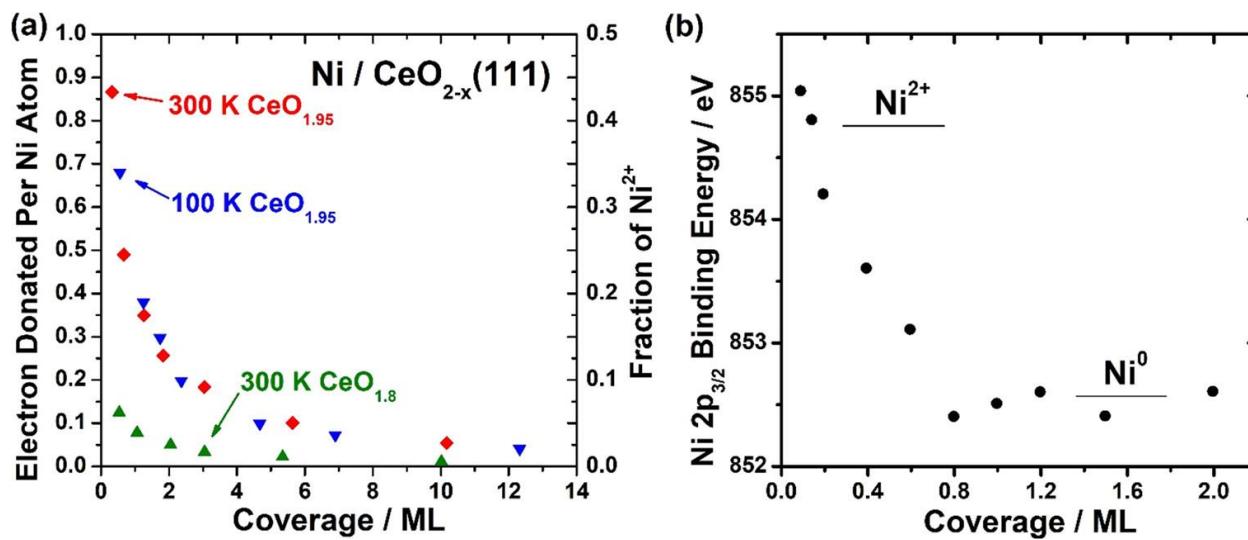 (a)
Electron Donated Per Ni Atom
1.0
0.9
0.8
0.7
0.6
0.5
0.4
0.3
0.2
0.1
0.0
Ni / CeO₂₋ₓ(111)
300 K CeO₁.₉₅
100 K CeO₁.₉₅
300 K CeO₁.₈
0.5
0.4
0.3
0.2
0.1
0.0
Fraction of Ni²⁺
0 2 4 6 8 10 12 14
Coverage / ML
(b)
Ni 2p₃/₂ Binding Energy / eV
855
854
853
852
Ni²⁺
Ni⁰
0.0 0.4 0.8 1.2 1.6 2.0
Coverage / ML